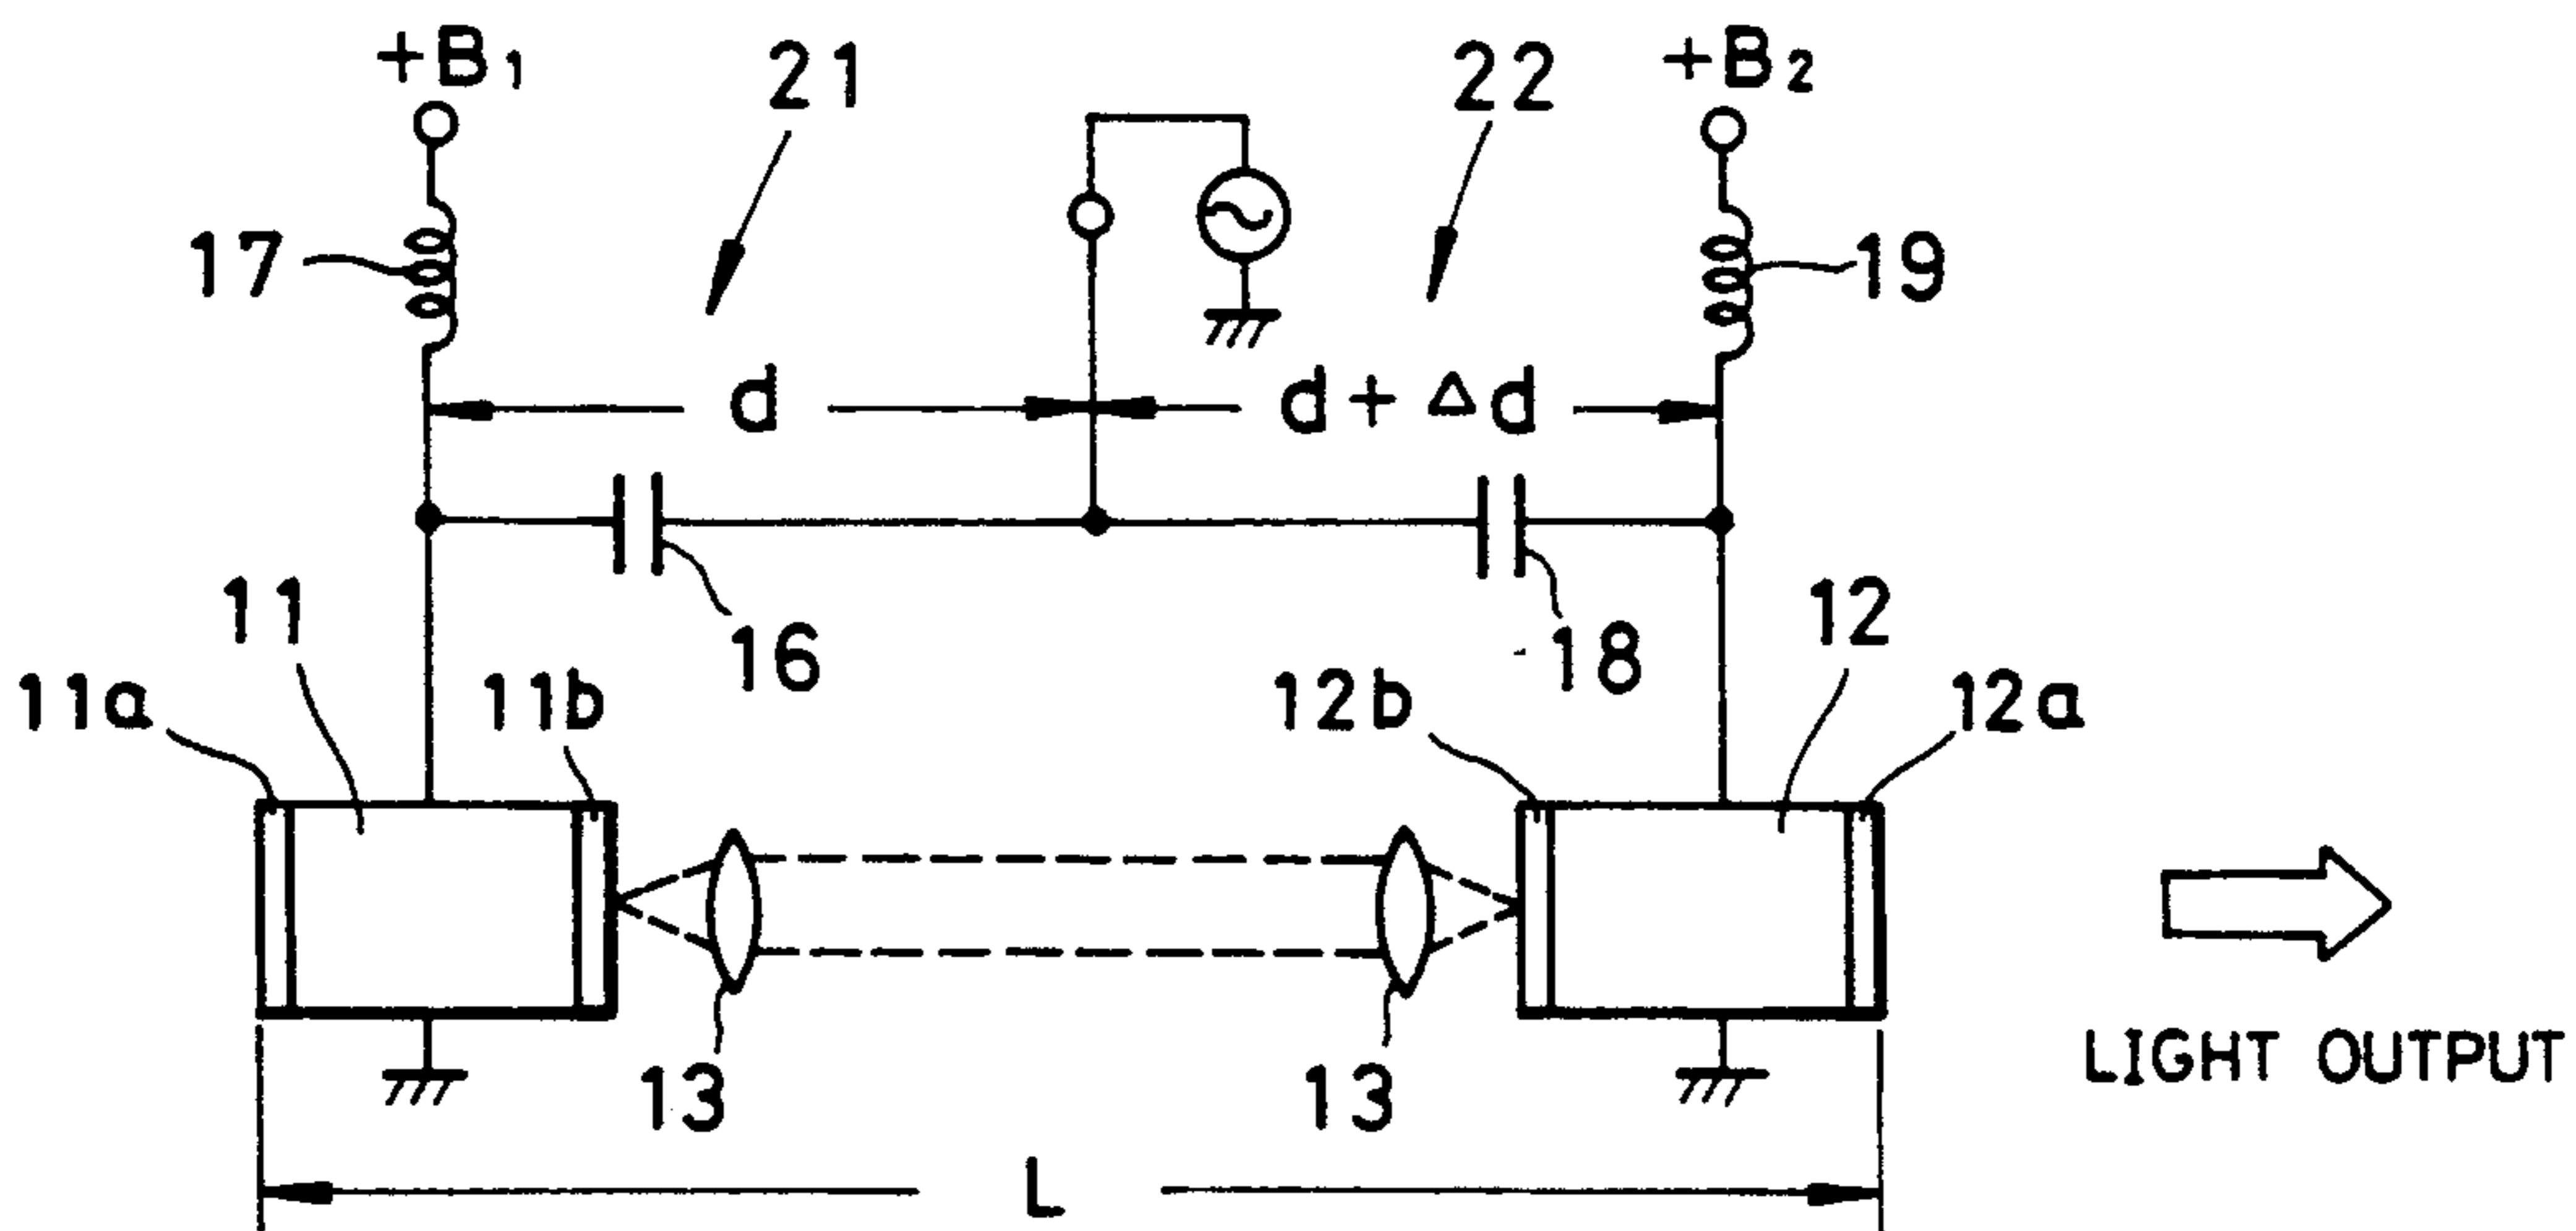 +B1
21
22
+B2
17
19
d
d + Δd
11
16
18
12
11a
11b
12b
12a
13
13
LIGHT OUTPUT
L